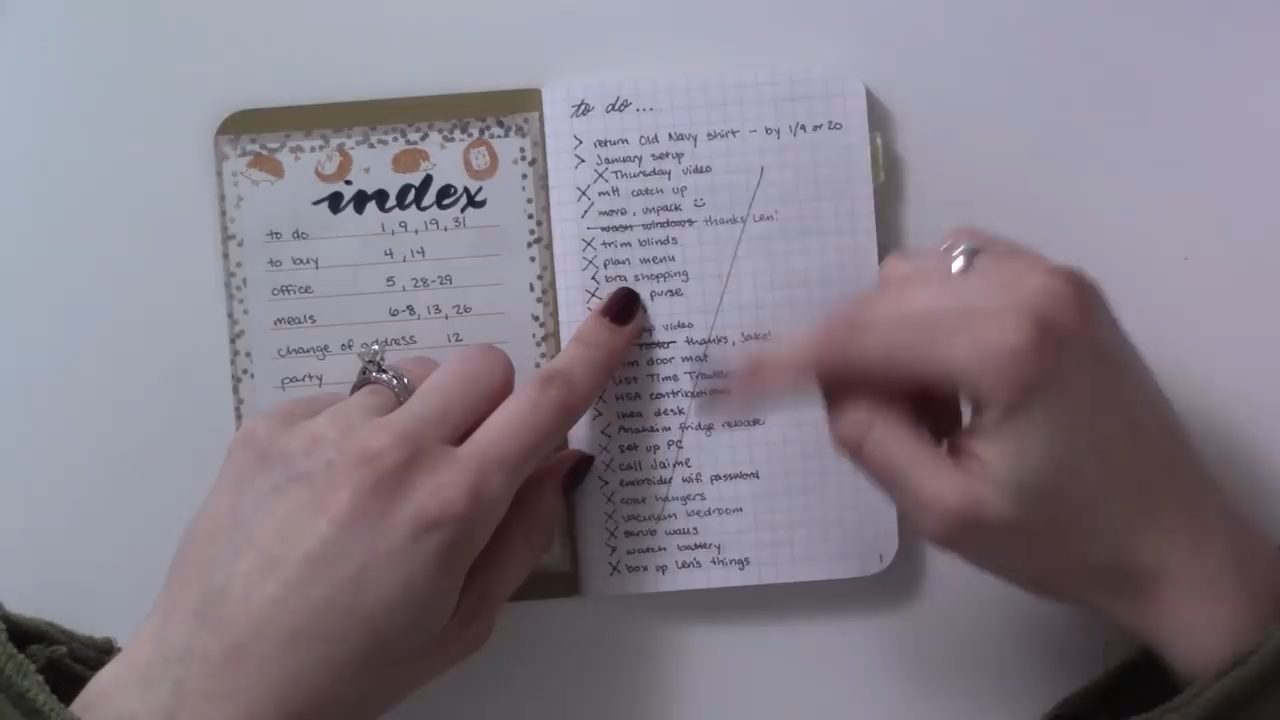 index
to do 1, 9, 19, 31
to buy 4, 14
office 5, 28-29
meals 6-8, 13, 26
change of address 12
party
to do...
> return Old Navy shirt - by 1/9 or 20
> January setup
X Thursday video
X mtl catch up
/ move, unpack
wash windows thanks Len!
X trim blinds
X plan menu
< bra shopping
X purse
video
thanks, Jake!
door mat
List Time
X HSA contribution
> Ikea desk
< Anaheim fridge
X set up PC
X call Jaime
> embroider wifi password
X coat hangers
X vacuum bedroom
X scrub walls
> watch battery
X box up Len's things
1